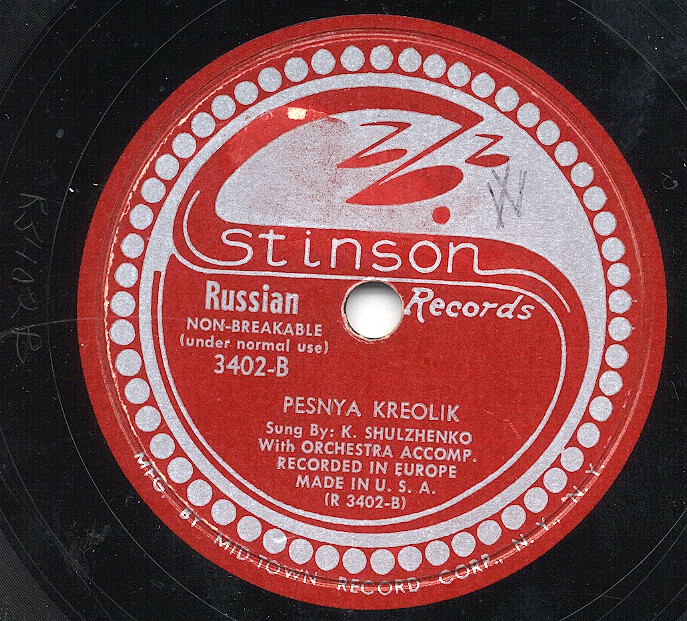 Stinson
Records
Russian
NON-BREAKABLE
(under normal use)
3402-B
PESNYA KREOLIK
Sung By: K. SHULZHENKO
With ORCHESTRA ACCOMP.
RECORDED IN EUROPE
MADE IN U. S. A.
(R 3402-B)
MFG. BY MID-TOWN RECORD CORP., N. Y., N. Y.
W